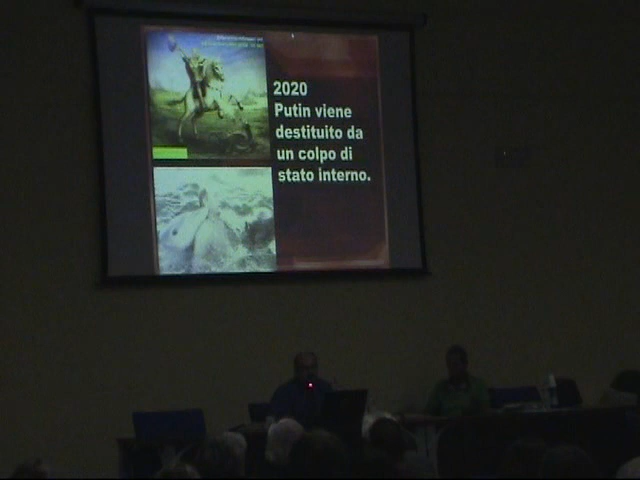 2020
Putin viene
destituito da
un colpo di
stato interno.